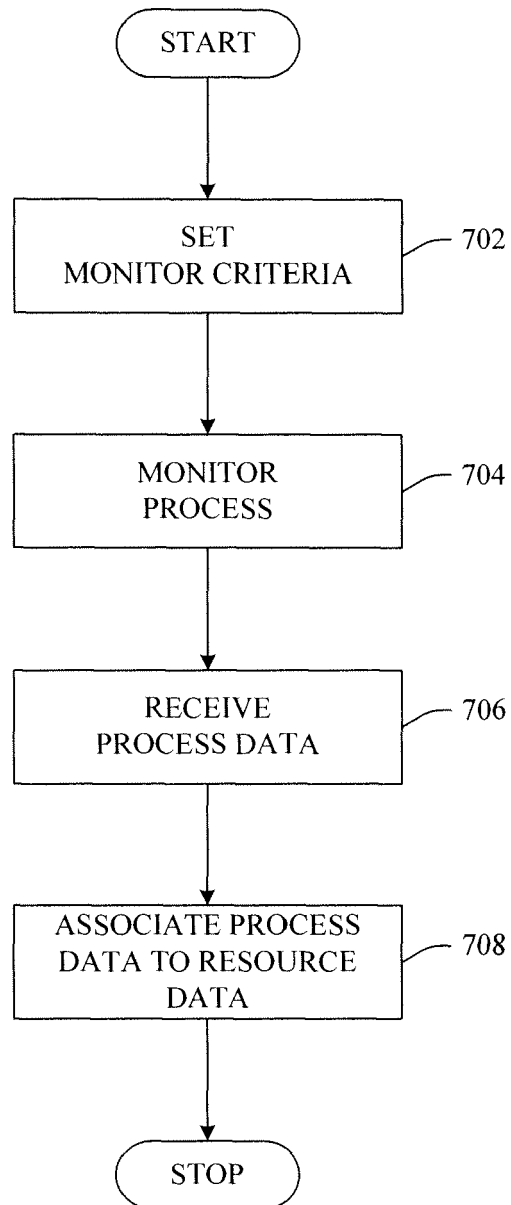 START
SET
MONITOR CRITERIA
702
MONITOR
PROCESS
704
RECEIVE
PROCESS DATA
706
ASSOCIATE PROCESS
DATA TO RESOURCE
DATA
708
STOP